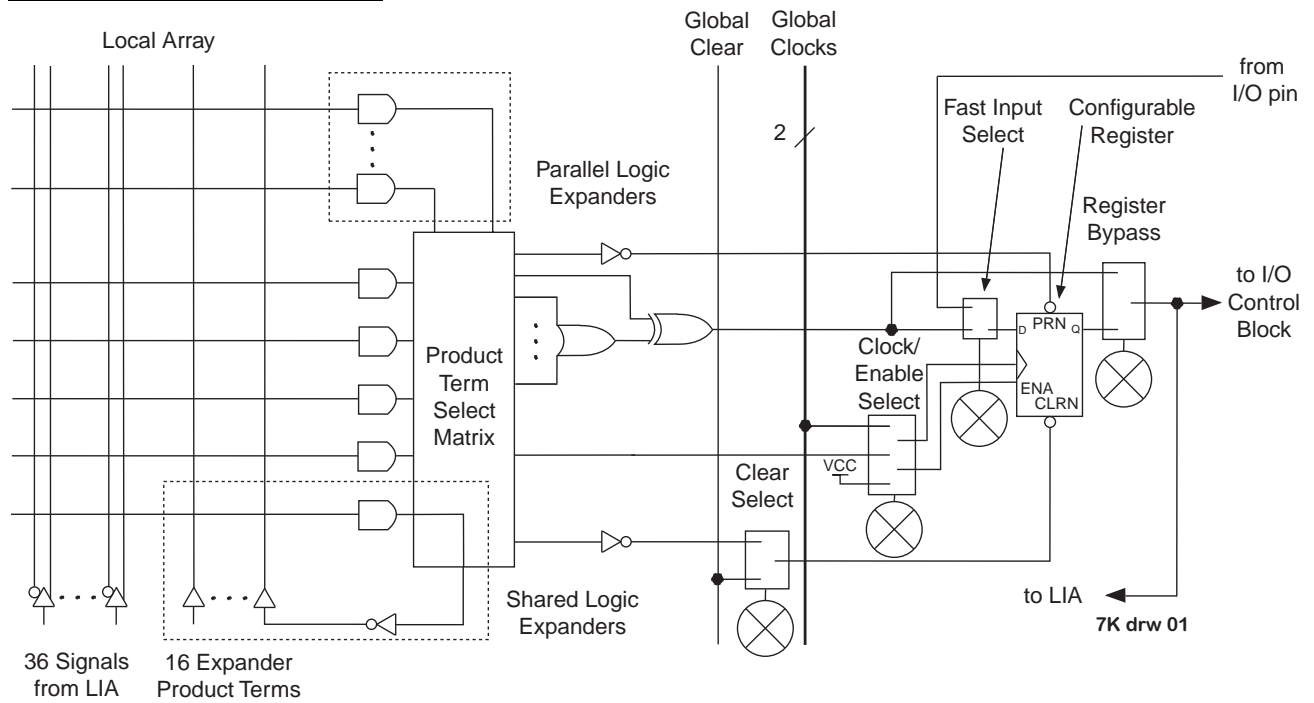 Local Array
Global
Clear
Global
Clocks
from
I/O pin
Fast Input
Select
Configurable
Register
2
Parallel Logic
Expanders
Register
Bypass
to I/O
Control
Block
PRN
D
Q
Clock/
Enable
Select
ENA
CLRN
Product
Term
Select
Matrix
VCC
Clear
Select
Shared Logic
Expanders
to LIA
7K drw 01
36 Signals
from LIA
16 Expander
Product Terms